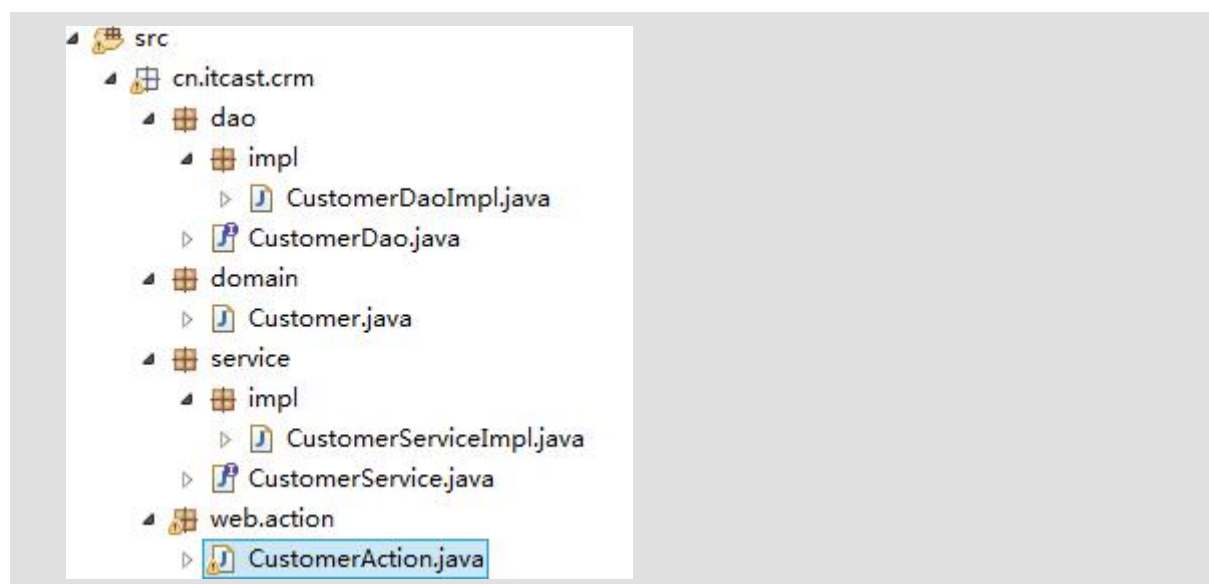 src
cn.itcast.crm
dao
impl
CustomerDaoImpl.java
CustomerDao.java
domain
Customer.java
service
impl
CustomerServiceImpl.java
CustomerService.java
web.action
CustomerAction.java